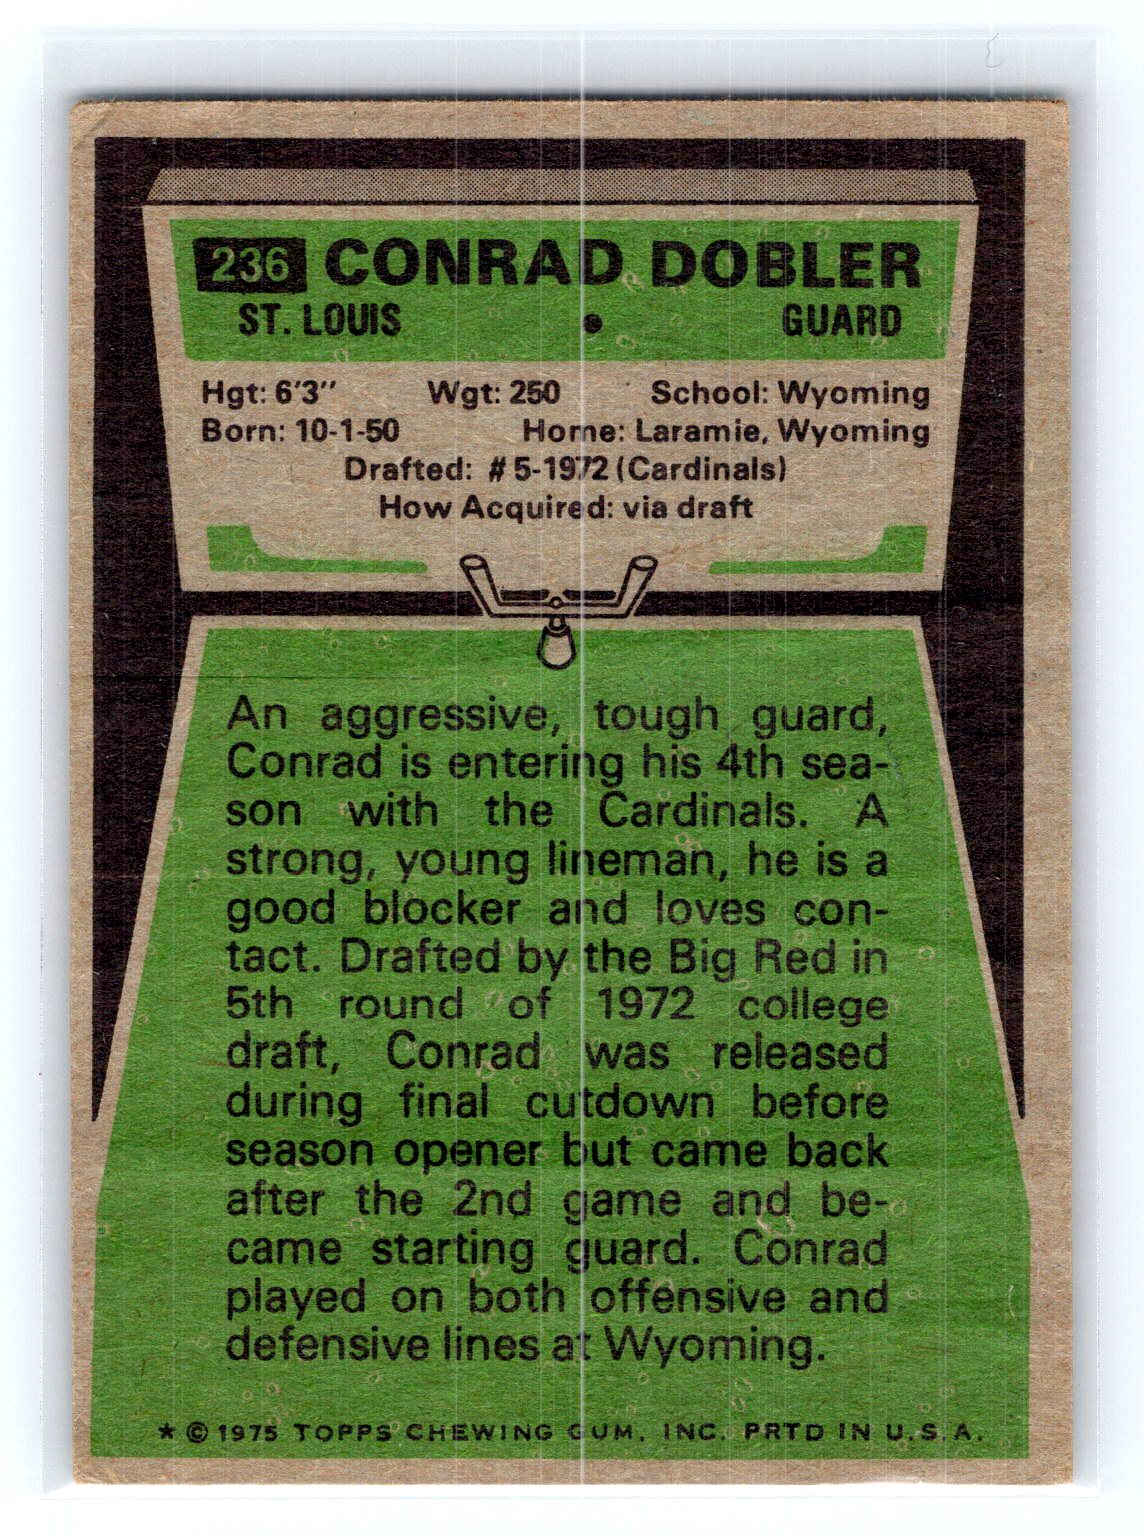 236 CONRAD DOBLER
ST. LOUIS • GUARD
Hgt: 6'3" Wgt: 250 School: Wyoming
Born: 10-1-50 Home: Laramie, Wyoming
Drafted: # 5-1972 (Cardinals)
How Acquired: via draft
An aggressive, tough guard,
Conrad is entering his 4th sea-
son with the Cardinals. A
strong, young lineman, he is a
good blocker and loves con-
tact. Drafted by the Big Red in
5th round of 1972 college
draft, Conrad was released
during final cutdown before
season opener but came back
after the 2nd game and be-
came starting guard. Conrad
played on both offensive and
defensive lines at Wyoming.
* © 1975 TOPPS CHEWING GUM, INC. PRTD IN U.S.A.